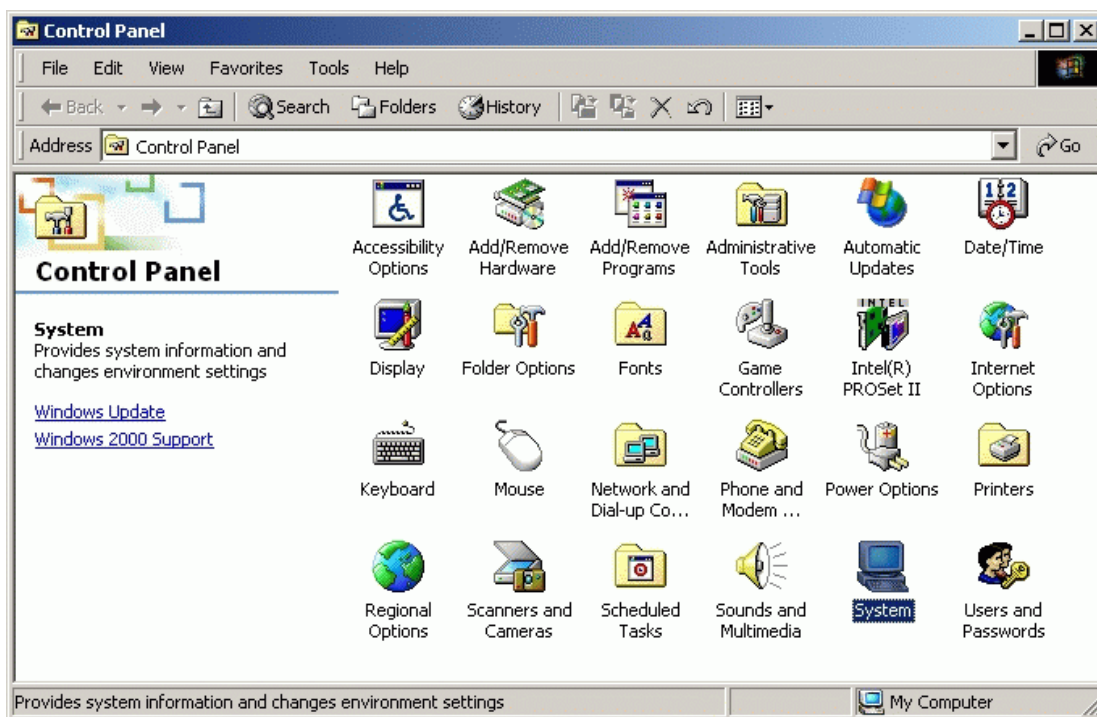 Control Panel
File Edit View Favorites Tools Help
Back Search Folders History
Address Control Panel Go
Control Panel
System
Provides system information and
changes environment settings
Windows Update
Windows 2000 Support
Accessibility
Options
Add/Remove
Hardware
Add/Remove
Programs
Administrative
Tools
Automatic
Updates
1 2
Date/Time
Display
Folder Options
Fonts
Game
Controllers
INTEL
Intel(R)
PROSet II
Internet
Options
Keyboard
Mouse
Network and
Dial-up Co...
Phone and
Modem ...
Power Options
Printers
Regional
Options
Scanners and
Cameras
Scheduled
Tasks
Sounds and
Multimedia
System
Users and
Passwords
Provides system information and changes environment settings
My Computer